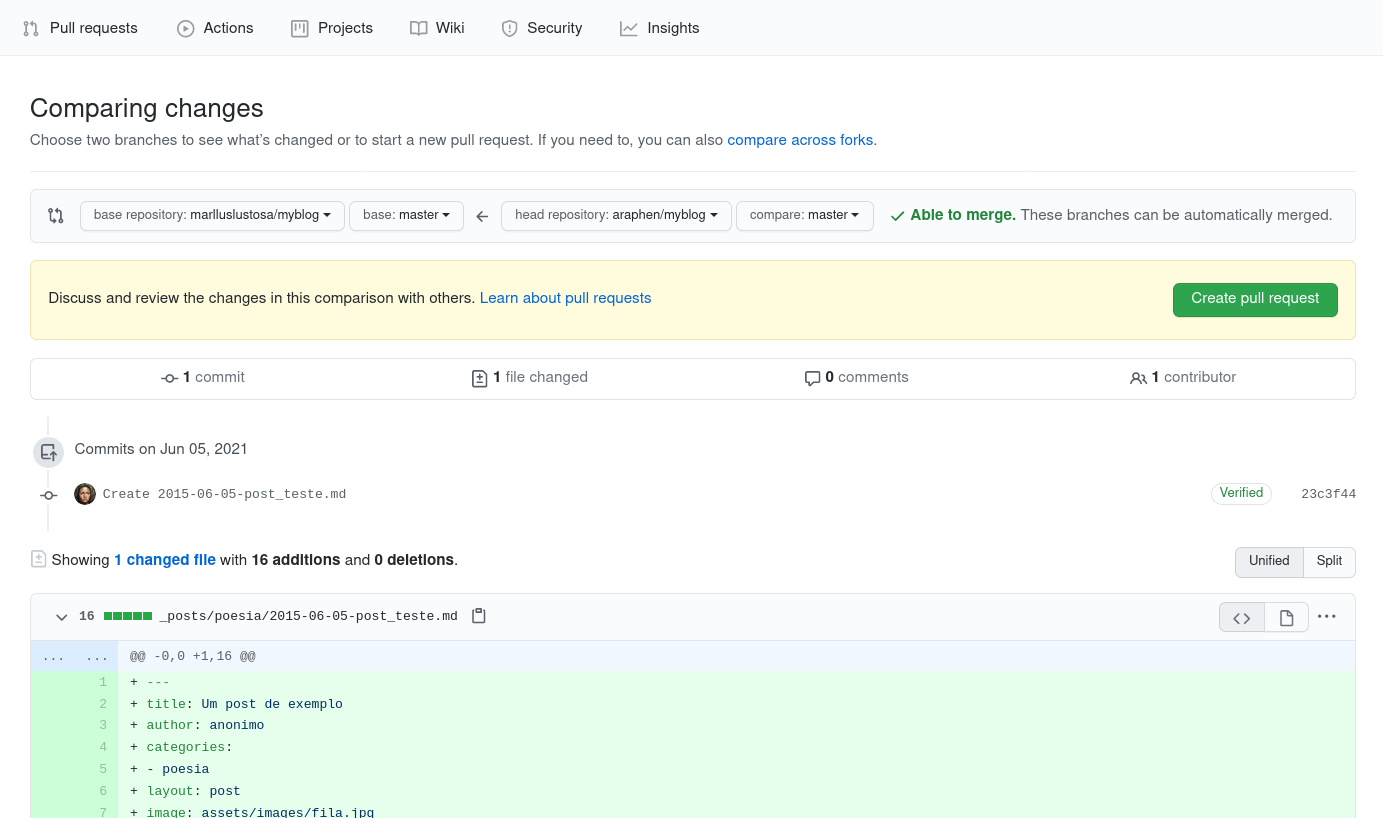 Pull requests Actions Projects Wiki Security Insights
Comparing changes
Choose two branches to see what's changed or to start a new pull request. If you need to, you can also compare across forks.
base repository: marlluslustosa/myblog base: master head repository: araphen/myblog compare: master Able to merge. These branches can be automatically merged.
Discuss and review the changes in this comparison with others. Learn about pull requests Create pull request
1 commit 1 file changed 0 comments 1 contributor
Commits on Jun 05, 2021
Create 2015-06-05-post_teste.md Verified 23c3f44
Showing 1 changed file with 16 additions and 0 deletions. Unified Split
16 _posts/poesia/2015-06-05-post_teste.md
... ... @@ -0,0 +1,16 @@
1 + ---
2 + title: Um post de exemplo
3 + author: anonimo
4 + categories:
5 + - poesia
6 + layout: post
7 + image: assets/images/fila.jpg